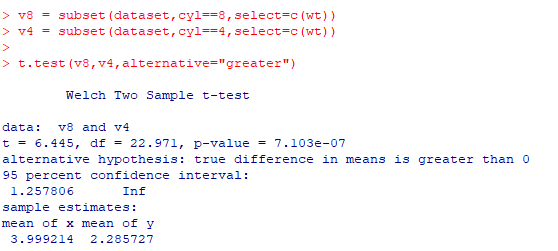 > v8 = subset(dataset,cyl==8,select=c(wt))
> v4 = subset(dataset,cyl==4,select=c(wt))
>
> t.test(v8,v4,alternative="greater")
Welch Two Sample t-test
data:  v8 and v4
t = 6.445, df = 22.971, p-value = 7.103e-07
alternative hypothesis: true difference in means is greater than 0
95 percent confidence interval:
 1.257806      Inf
sample estimates:
mean of x mean of y
 3.999214  2.285727